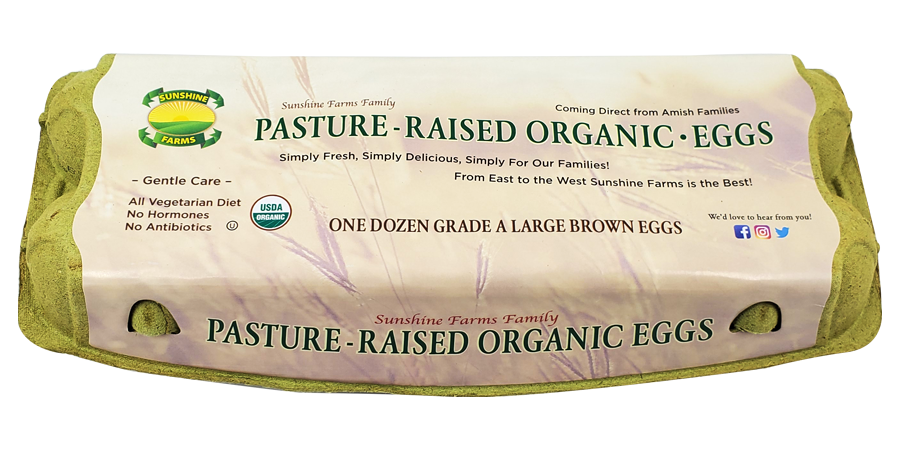 SUNSHINE
FARMS
Sunshine Farms Family
Coming Direct from Amish Families
PASTURE-RAISED ORGANIC•EGGS
Simply Fresh, Simply Delicious, Simply For Our Families!
From East to the West Sunshine Farms is the Best!
– Gentle Care –
All Vegetarian Diet
No Hormones
No Antibiotics U
USDA
ORGANIC
ONE DOZEN GRADE A LARGE BROWN EGGS
We'd love to hear from you!
f
Sunshine Farms Family
PASTURE-RAISED ORGANIC EGGS